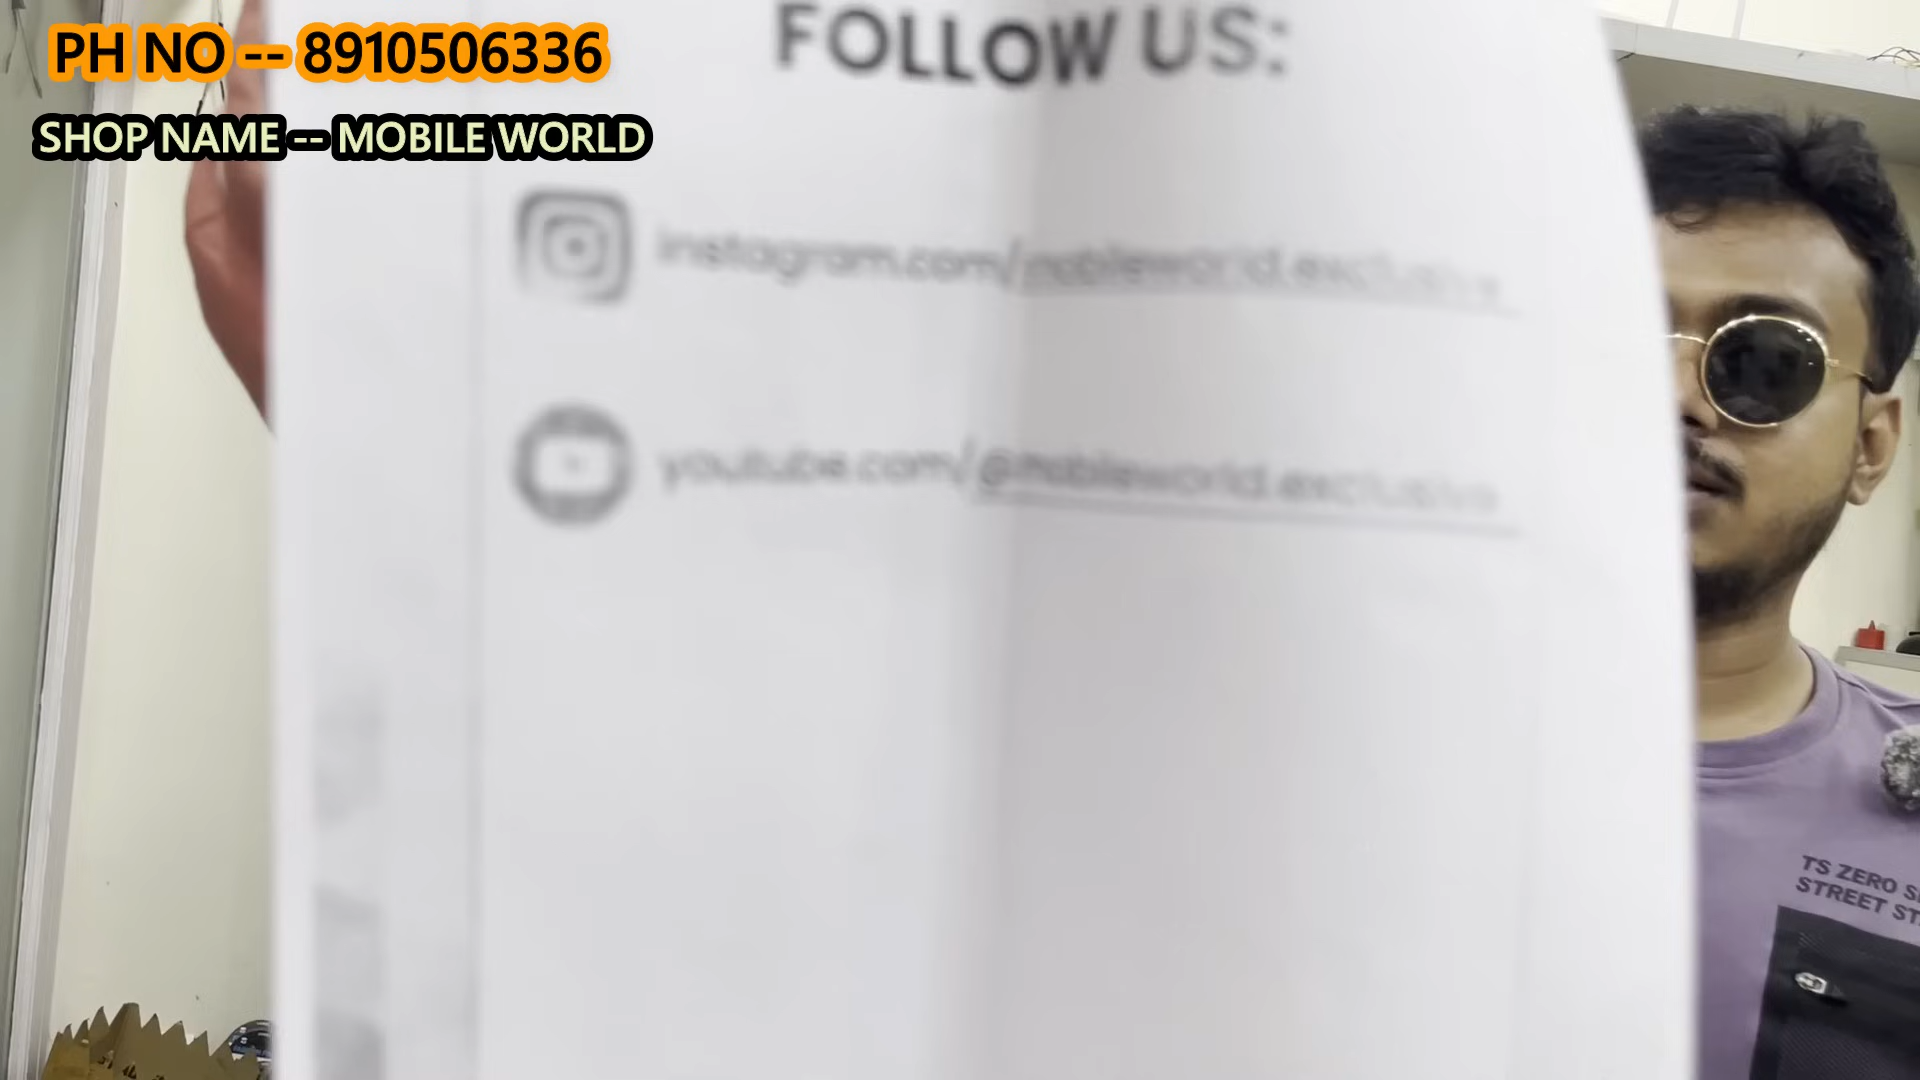 PH NO -- 8910506336
SHOP NAME -- MOBILE WORLD
FOLLOW US:
instagram.com/mobileworld.exclusive
youtube.com/@mobileworld.exclusive
TS ZERO
STREET